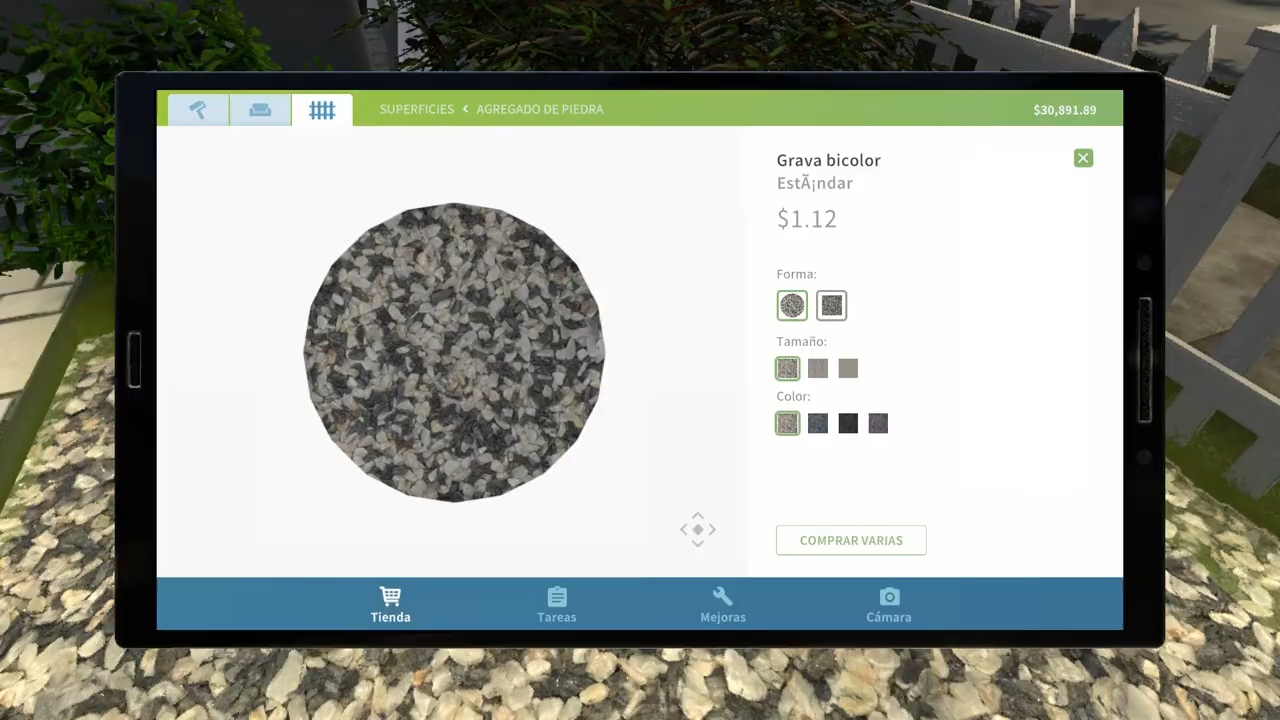 SUPERFICIES < AGREGADO DE PIEDRA
$30,891.89
Grava bicolor
EstÃ¡ndar
$1.12
Forma:
Tamaño:
Color:
COMPRAR VARIAS
Tienda
Tareas
Mejoras
Cámara